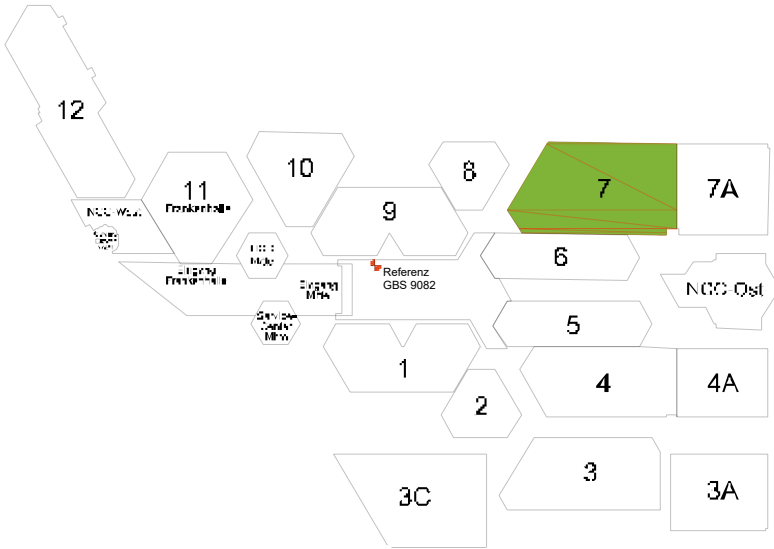 12
11
Frankenhalle
10
8
7
7A
9
NCC-West
6
Eingang
Frankenhalle
Eingang
Mitte
Referenz
GBS 9082
NCC-Ost
Service-
Center
5
1
4
4A
2
3
3C
3A